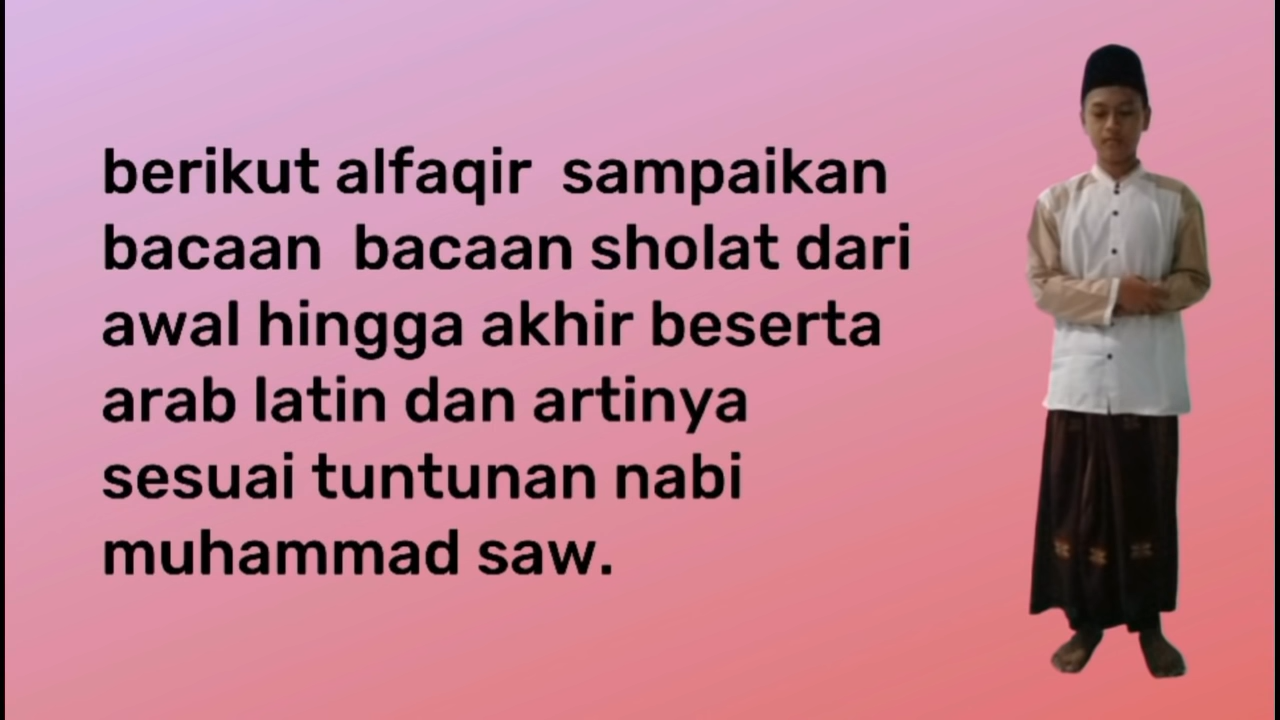 berikut alfaqir sampaikan
bacaan bacaan sholat dari
awal hingga akhir beserta
arab latin dan artinya
sesuai tuntunan nabi
muhammad saw.